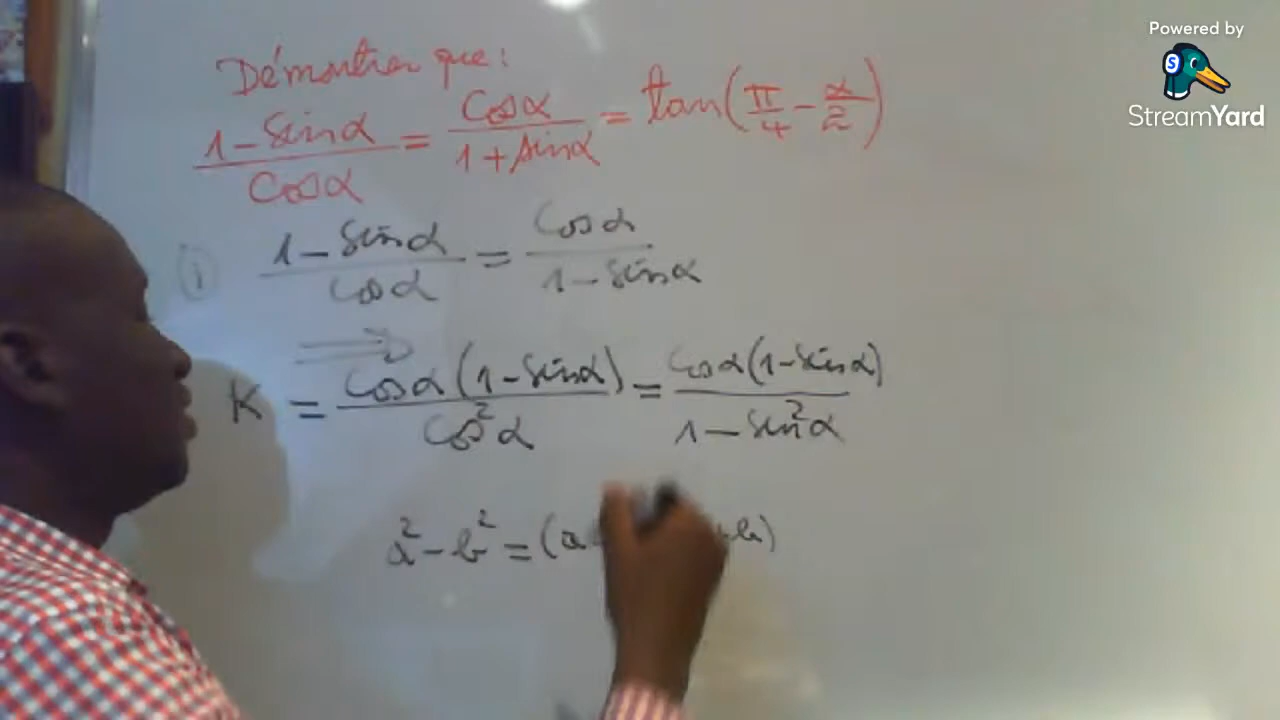 Powered by
StreamYard
Démontrer que :
1 - sinα / cosα = cosα / 1 + sinα = tan(π/4 - α/2)
1) 1 - sinα / cosα = cosα / 1 - sinα
K = cosα(1 - sinα) / cos²α = cosα(1 - sinα) / 1 - sin²α
a² - b² = (a